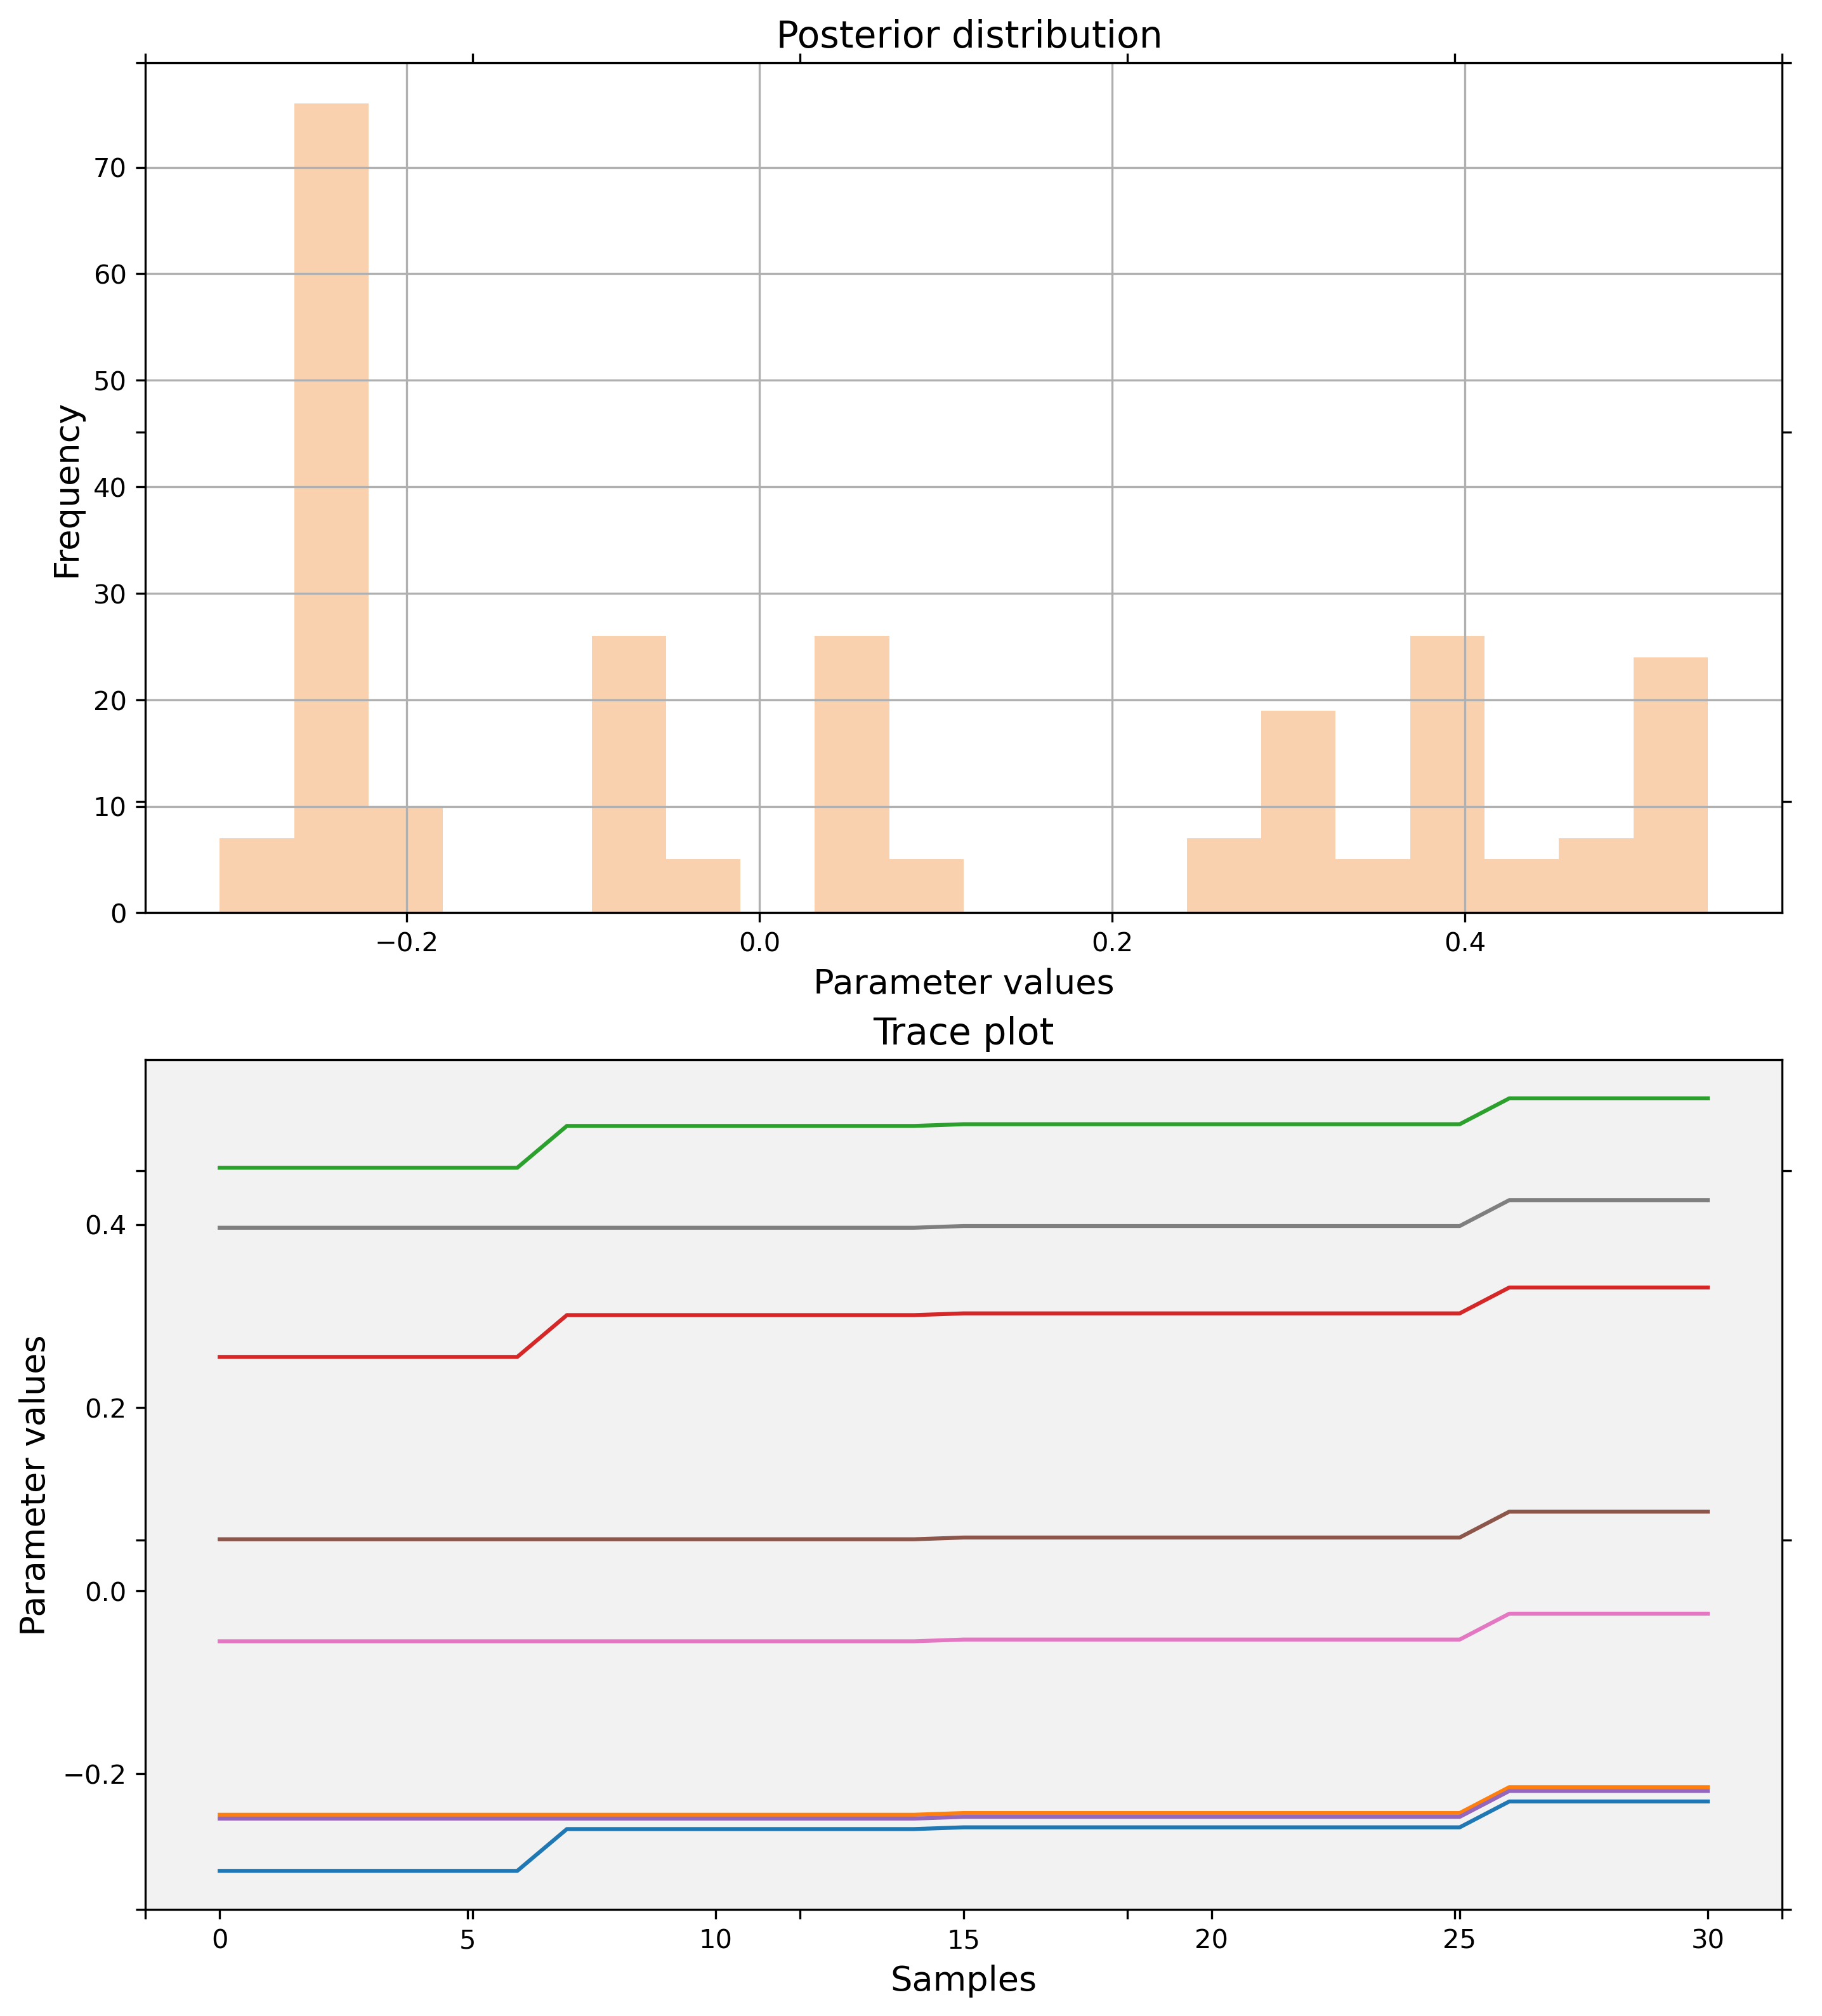 Posterior distribution
70
60
50
40
30
20
10
0
Frequency
−0.2 0.0 0.2 0.4
Parameter values
Trace plot
0.4
0.2
0.0
−0.2
Parameter values
0 5 10 15 20 25 30
Samples